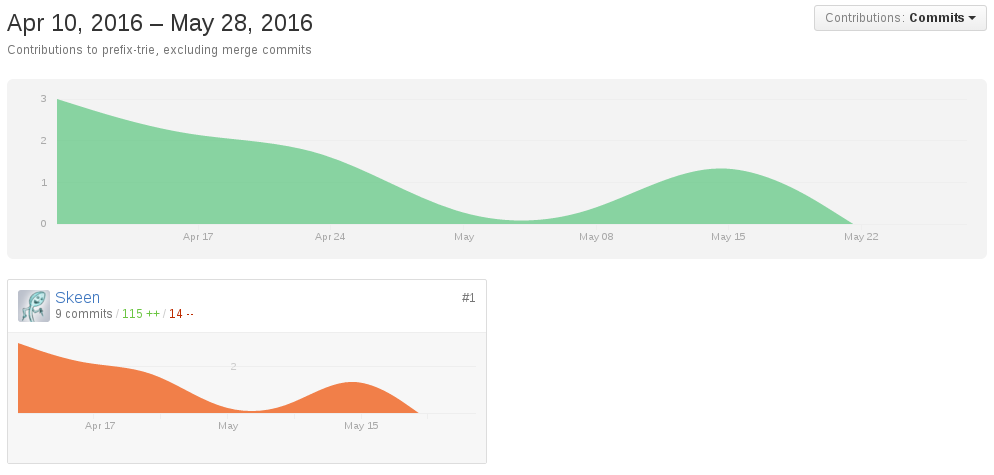 Apr 10, 2016 – May 28, 2016
Contributions: Commits
Contributions to prefix-trie, excluding merge commits
3
2
1
0
Apr 17 Apr 24 May May 08 May 15 May 22
Skeen #1
9 commits / 115 ++ / 14 --
2
Apr 17 May May 15